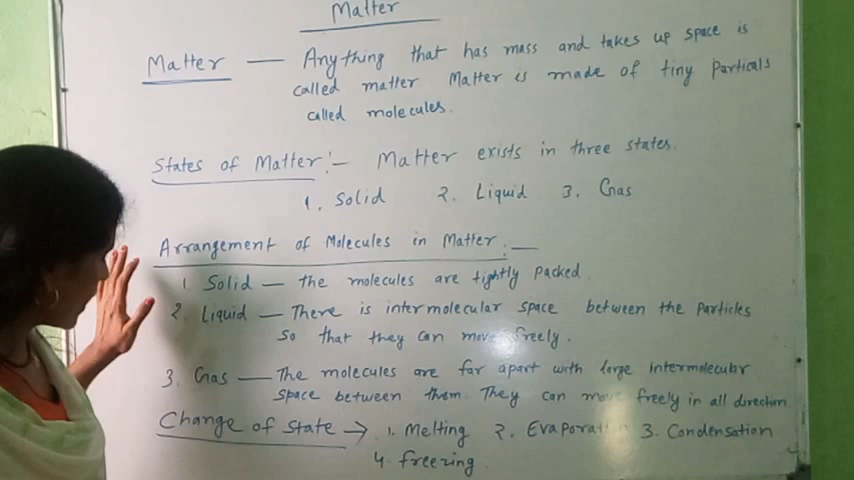 Matter
Matter — Anything that has mass and takes up space is
called matter Matter is made of tiny Particals
called molecules.
States of Matter:- Matter exists in three states.
1. Solid 2. Liquid 3. Gas
Arrangement of Molecules in Matter:—
1. Solid — the molecules are tightly Packed.
2. Liquid — There is intermolecular space between the Particles
so that they can move freely.
3. Gas — The molecules are far apart with large Intermolecular
space between them They can move freely in all direction
Change of State → 1. Melting 2. Evaporati 3. Condensation
4. freezing